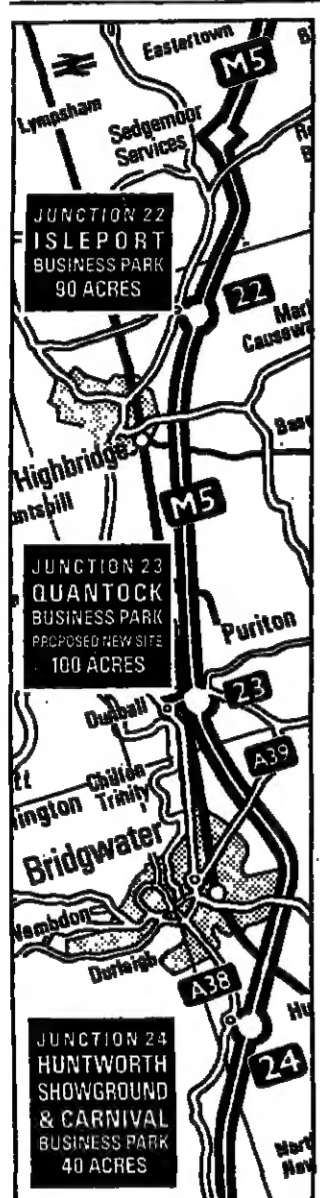 Eastertown
M5
Lympsham
Sedgemoor
Services
JUNCTION 22
ISLEPORT
BUSINESS PARK
90 ACRES
22
Causew
Highbridge
M5
JUNCTION 23
QUANTOCK
BUSINESS PARK
PROPOSED NEW SITE
100 ACRES
Puriton
23
Dunball
A39
Chilton
Trinity
Bridgwater
Wembdon
Durleigh
A38
JUNCTION 24
HUNTWORTH
SHOWGROUND
& CARNIVAL
BUSINESS PARK
40 ACRES
24